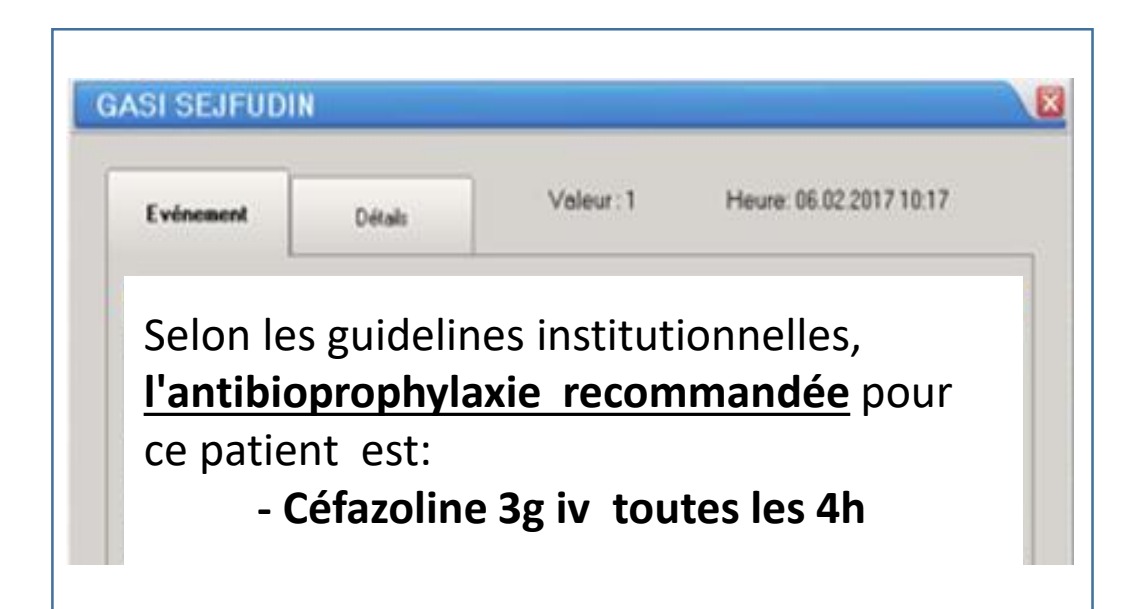 GASI SEJFUDIN
Evénement Détails Valeur : 1 Heure: 06.02.2017 10:17
Selon les guidelines institutionnelles,
l'antibioprophylaxie recommandée pour
ce patient est:
- Céfazoline 3g iv toutes les 4h